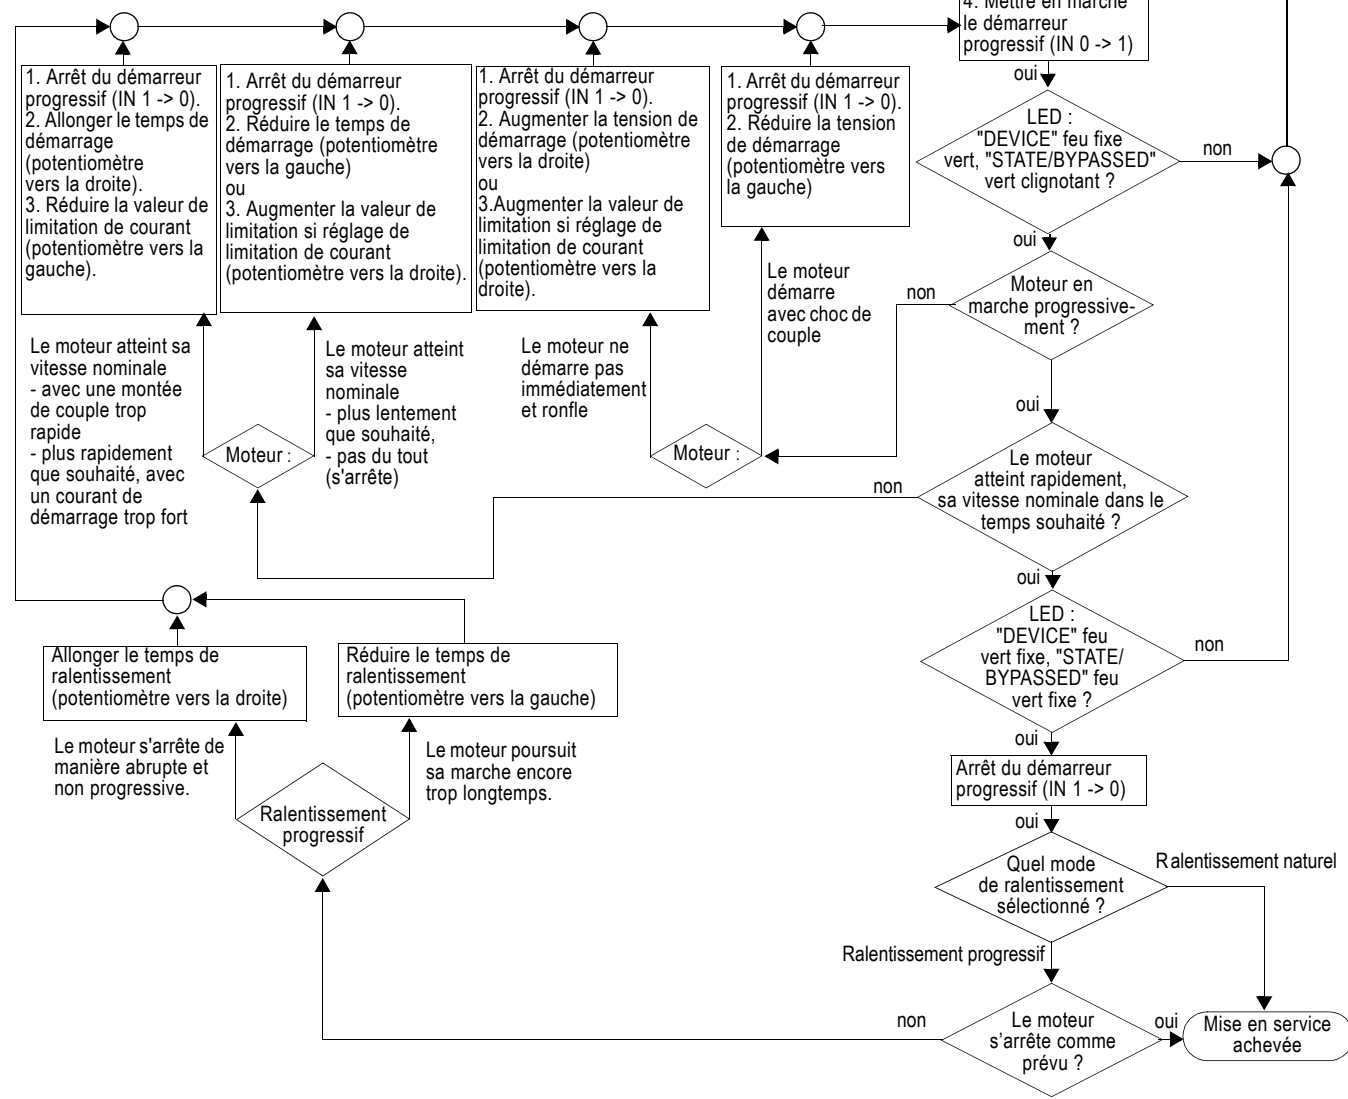 4. Mettre en marche
le démarreur
progressif (IN 0 -> 1)
1. Arrêt du démarreur
progressif (IN 1 -> 0).
2. Allonger le temps de
démarrage
(potentiomètre
vers la droite).
3. Réduire la valeur de
limitation de courant
(potentiomètre vers la
gauche).
1. Arrêt du démarreur
progressif (IN 1 -> 0).
2. Réduire le temps de
démarrage (potentiomètre
vers la gauche)
ou
3. Augmenter la valeur de
limitation si réglage de
limitation de courant
(potentiomètre vers la droite).
1. Arrêt du démarreur
progressif (IN 1 -> 0).
2. Augmenter la tension de
démarrage (potentiomètre
vers la droite)
ou
3.Augmenter la valeur de
limitation si réglage de
limitation de courant
(potentiomètre vers la
droite).
1. Arrêt du démarreur
progressif (IN 1 -> 0).
2. Réduire la tension
de démarrage
(potentiomètre vers
la gauche)
oui
LED :
"DEVICE" feu fixe
vert, "STATE/BYPASSED"
vert clignotant ?
non
oui
Moteur en
marche progressive-
ment ?
non
Le moteur
démarre
avec choc de
couple
Le moteur ne
démarre pas
immédiatement
et ronfle
Moteur :
Le moteur atteint sa
vitesse nominale
- avec une montée
de couple trop
rapide
- plus rapidement
que souhaité, avec
un courant de
démarrage trop fort
Le moteur atteint
sa vitesse
nominale
- plus lentement
que souhaité,
- pas du tout
(s'arrête)
Moteur :
oui
Le moteur
atteint rapidement,
sa vitesse nominale dans le
temps souhaité ?
non
oui
LED :
"DEVICE" feu
vert fixe, "STATE/
BYPASSED" feu
vert fixe ?
non
Allonger le temps de
ralentissement
(potentiomètre vers la droite)
Réduire le temps de
ralentissement
(potentiomètre vers la gauche)
Le moteur s'arrête de
manière abrupte et
non progressive.
Le moteur poursuit
sa marche encore
trop longtemps.
Ralentissement
progressif
oui
Arrêt du démarreur
progressif (IN 1 -> 0)
oui
Quel mode
de ralentissement
sélectionné ?
Ralentissement naturel
Ralentissement progressif
Le moteur
s'arrête comme
prévu ?
non
oui
Mise en service
achevée